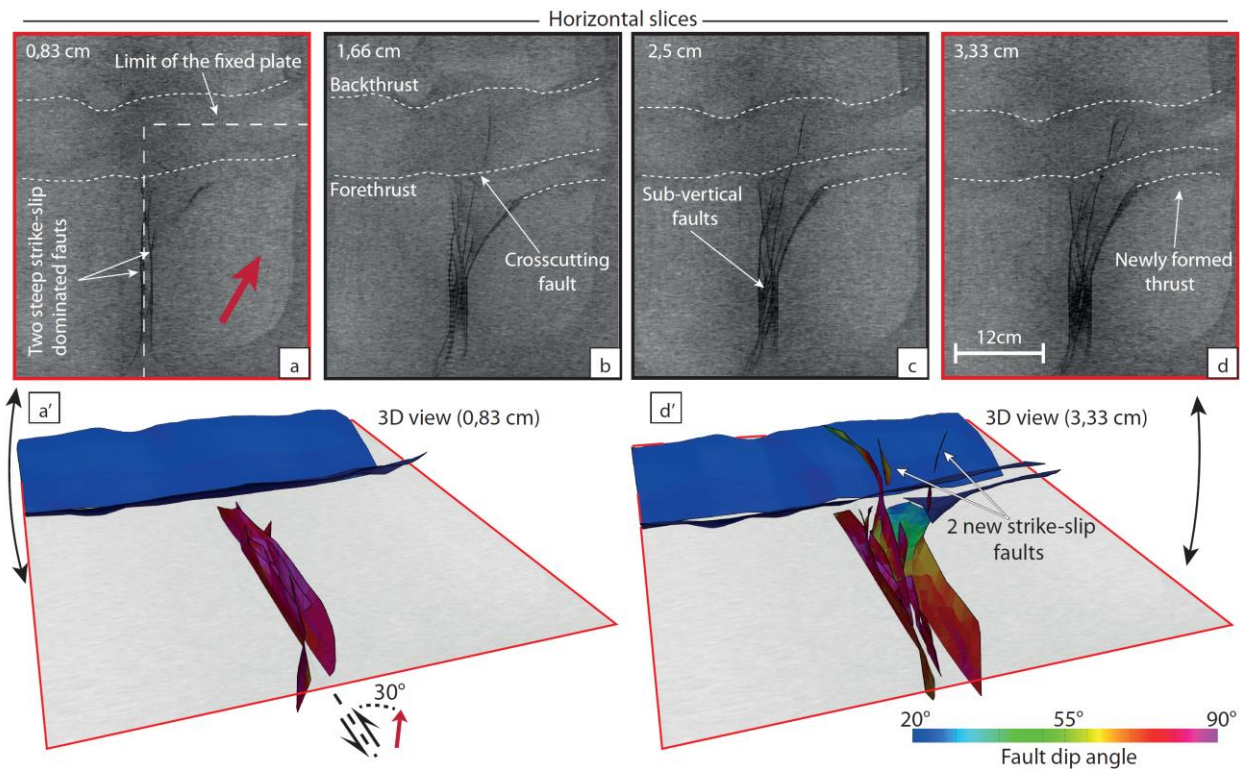 Horizontal slices
0,83 cm
Limit of the fixed plate
Two steep strike-slip
dominated fauts
a
1,66 cm
Backthrust
Forethrust
Crosscutting
fault
b
2,5 cm
Sub-vertical
faults
c
3,33 cm
Newly formed
thrust
12cm
d
a'
3D view (0,83 cm)
30°
d'
3D view (3,33 cm)
2 new strike-slip
faults
20° 55° 90°
Fault dip angle